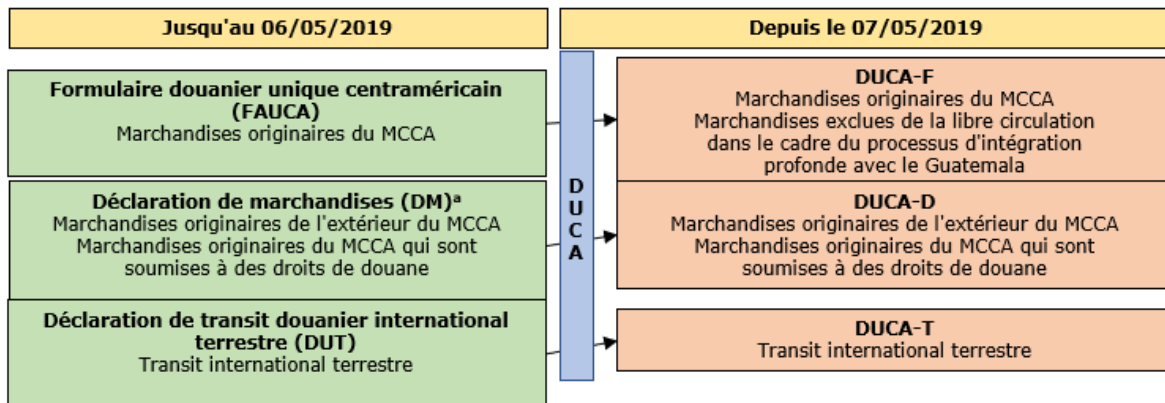 Jusqu'au 06/05/2019
Depuis le 07/05/2019
Formulaire douanier unique centraméricain
(FAUCA)
Marchandises originaires du MCCA
Déclaration de marchandises (DM)ᵃ
Marchandises originaires de l'extérieur du MCCA
Marchandises originaires du MCCA qui sont
soumises à des droits de douane
Déclaration de transit douanier international
terrestre (DUT)
Transit international terrestre
D
U
C
A
DUCA-F
Marchandises originaires du MCCA
Marchandises exclues de la libre circulation
dans le cadre du processus d'intégration
profonde avec le Guatemala
DUCA-D
Marchandises originaires de l'extérieur du MCCA
Marchandises originaires du MCCA qui sont
soumises à des droits de douane
DUCA-T
Transit international terrestre